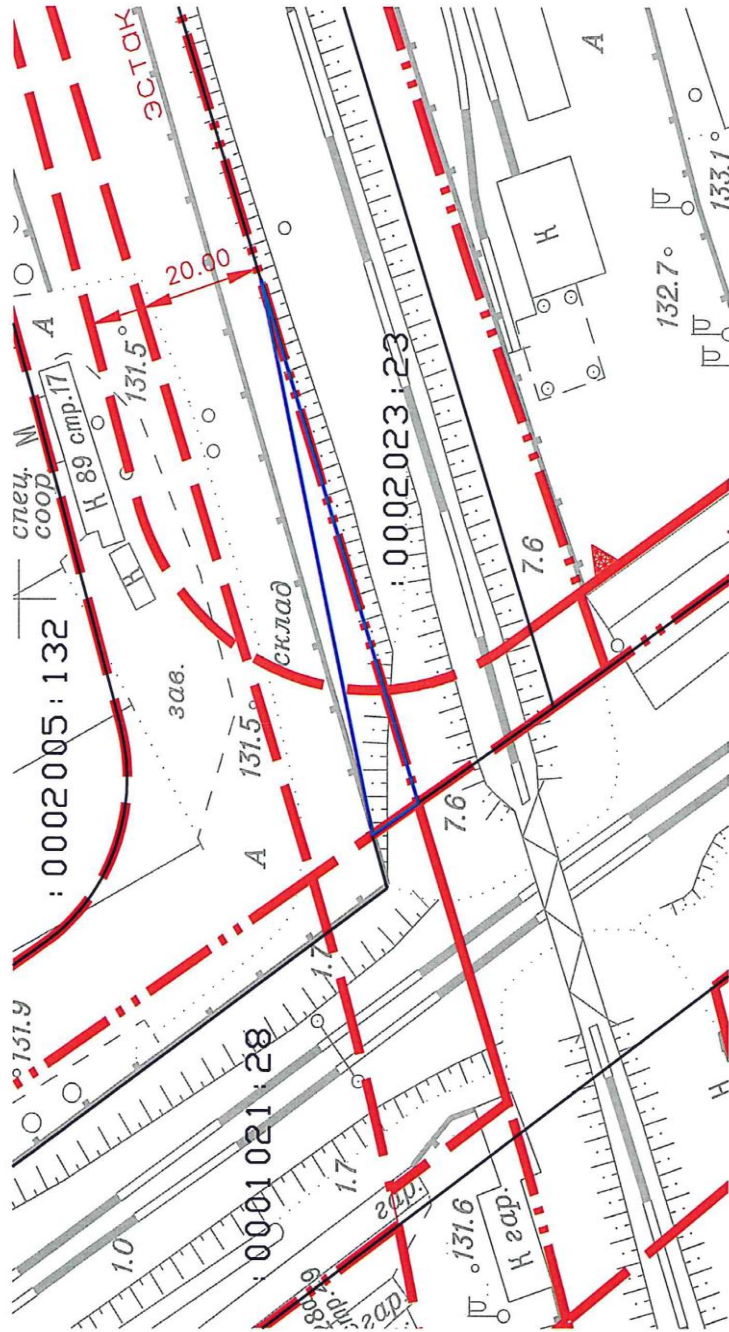 эстак
20.00
А
А
131.5
К 89 стр.17
спец.
соор
М
К
:0002005:132
зав.
склад
131.5
А
:0002023:23
К
132.7
133.1
7.6
7.6
131.9
1.7
:0001021:28
1.7
1.0
131.6
К гар
К